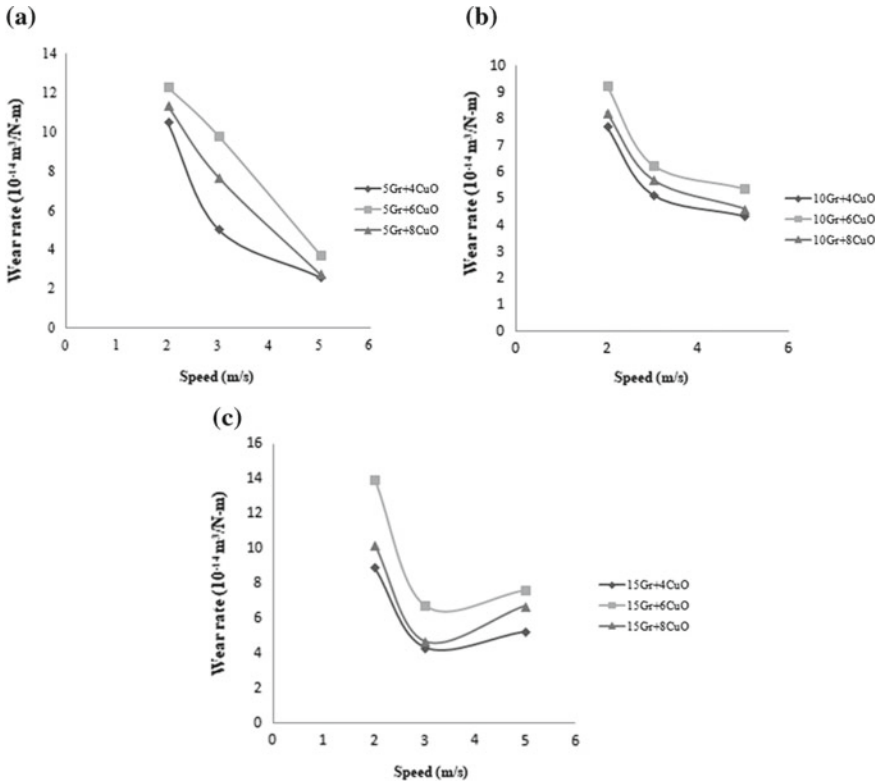 (a)
Wear rate (10⁻¹⁴ m³/N-m)
14
12
10
8
6
4
2
0
0 1 2 3 4 5 6
Speed (m/s)
5Gr+4CuO
5Gr+6CuO
5Gr+8CuO
(b)
Wear rate (10⁻¹⁴ m³/N-m)
10
9
8
7
6
5
4
3
2
1
0
0 2 4 6
Speed (m/s)
10Gr+4CuO
10Gr+6CuO
10Gr+8CuO
(c)
Wear rate (10⁻¹⁴ m³/N-m)
16
14
12
10
8
6
4
2
0
0 1 2 3 4 5 6
Speed (m/s)
15Gr+4CuO
15Gr+6CuO
15Gr+8CuO